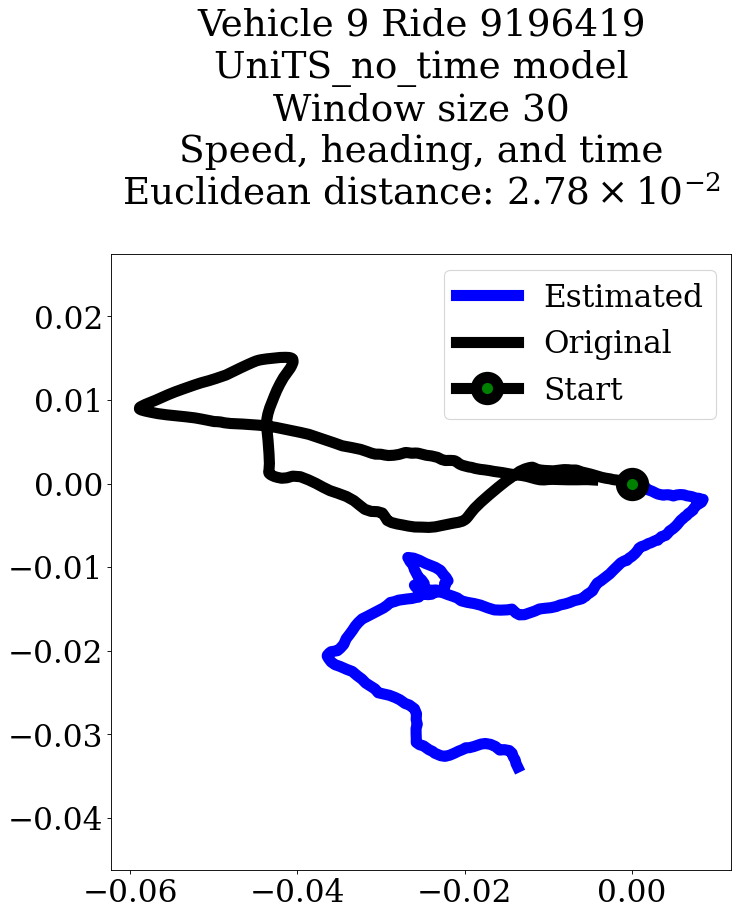 Vehicle 9 Ride 9196419
UniTS_no_time model
Window size 30
Speed, heading, and time
Euclidean distance: 2.78 × 10⁻²
Estimated
Original
Start
0.02
0.01
0.00
−0.01
−0.02
−0.03
−0.04
−0.06 −0.04 −0.02 0.00